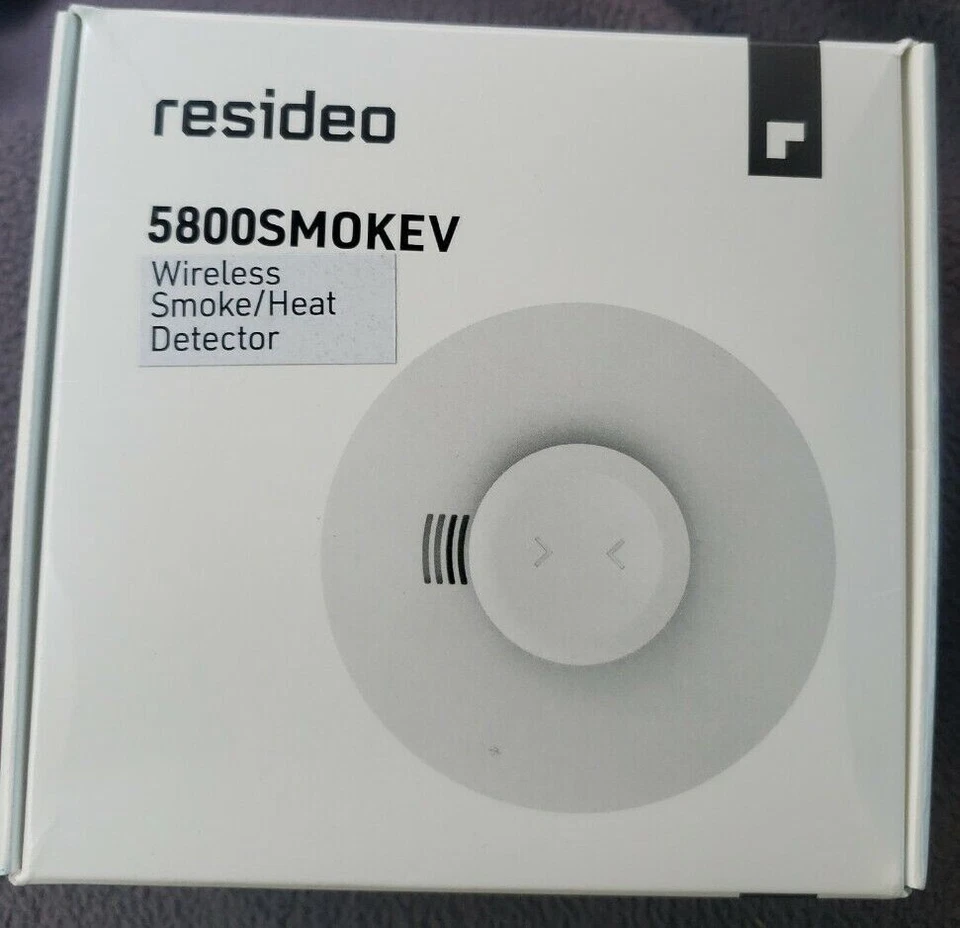 resideo
5800SMOKEV
Wireless
Smoke/Heat
Detector